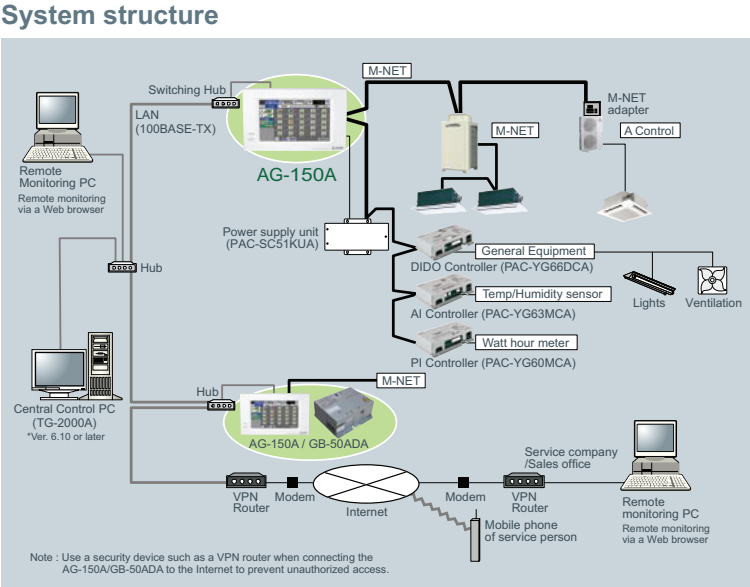 System structure
M-NET
Switching Hub
LAN
(100BASE-TX)
AG-150A
M-NET
M-NET
adapter
A Control
Remote
Monitoring PC
Remote monitoring
via a Web browser
Power supply unit
(PAC-SC51KUA)
General Equipment
DIDO Controller (PAC-YG66DCA)
Hub
Temp/Humidity sensor
AI Controller (PAC-YG63MCA)
Lights
Ventilation
Watt hour meter
PI Controller (PAC-YG60MCA)
Central Control PC
(TG-2000A)
*Ver. 6.10 or later
Hub
M-NET
AG-150A / GB-50ADA
Service company
/Sales office
VPN
Router
Modem
Internet
Modem
VPN
Router
Remote
monitoring PC
Remote monitoring
via a Web browser
Mobile phone
of service person
Note : Use a security device such as a VPN router when connecting the
AG-150A/GB-50ADA to the Internet to prevent unauthorized access.